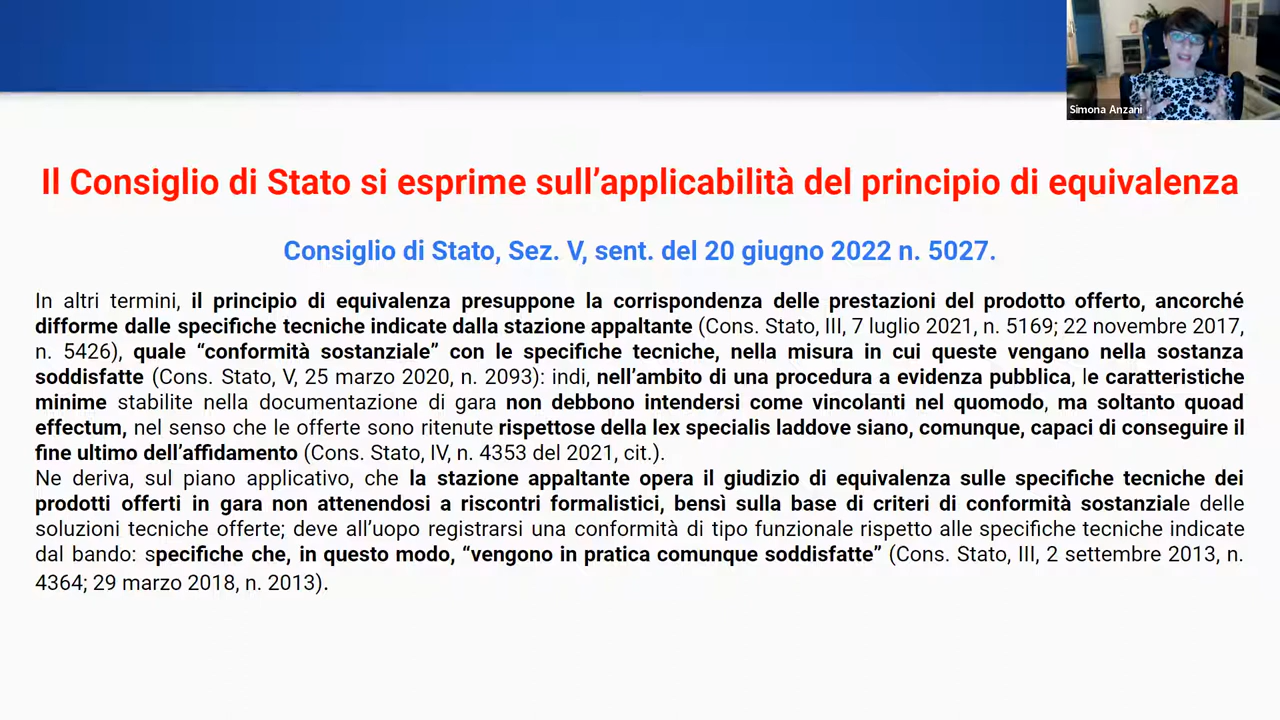 Simona Anzani
Il Consiglio di Stato si esprime sull’applicabilità del principio di equivalenza
Consiglio di Stato, Sez. V, sent. del 20 giugno 2022 n. 5027.
In altri termini, il principio di equivalenza presuppone la corrispondenza delle prestazioni del prodotto offerto, ancorché
difforme dalle specifiche tecniche indicate dalla stazione appaltante (Cons. Stato, III, 7 luglio 2021, n. 5169; 22 novembre 2017,
n. 5426), quale “conformità sostanziale” con le specifiche tecniche, nella misura in cui queste vengano nella sostanza
soddisfatte (Cons. Stato, V, 25 marzo 2020, n. 2093): indi, nell’ambito di una procedura a evidenza pubblica, le caratteristiche
minime stabilite nella documentazione di gara non debbono intendersi come vincolanti nel quomodo, ma soltanto quoad
effectum, nel senso che le offerte sono ritenute rispettose della lex specialis laddove siano, comunque, capaci di conseguire il
fine ultimo dell’affidamento (Cons. Stato, IV, n. 4353 del 2021, cit.).
Ne deriva, sul piano applicativo, che la stazione appaltante opera il giudizio di equivalenza sulle specifiche tecniche dei
prodotti offerti in gara non attenendosi a riscontri formalistici, bensì sulla base di criteri di conformità sostanziale delle
soluzioni tecniche offerte; deve all’uopo registrarsi una conformità di tipo funzionale rispetto alle specifiche tecniche indicate
dal bando: specifiche che, in questo modo, “vengono in pratica comunque soddisfatte” (Cons. Stato, III, 2 settembre 2013, n.
4364; 29 marzo 2018, n. 2013).